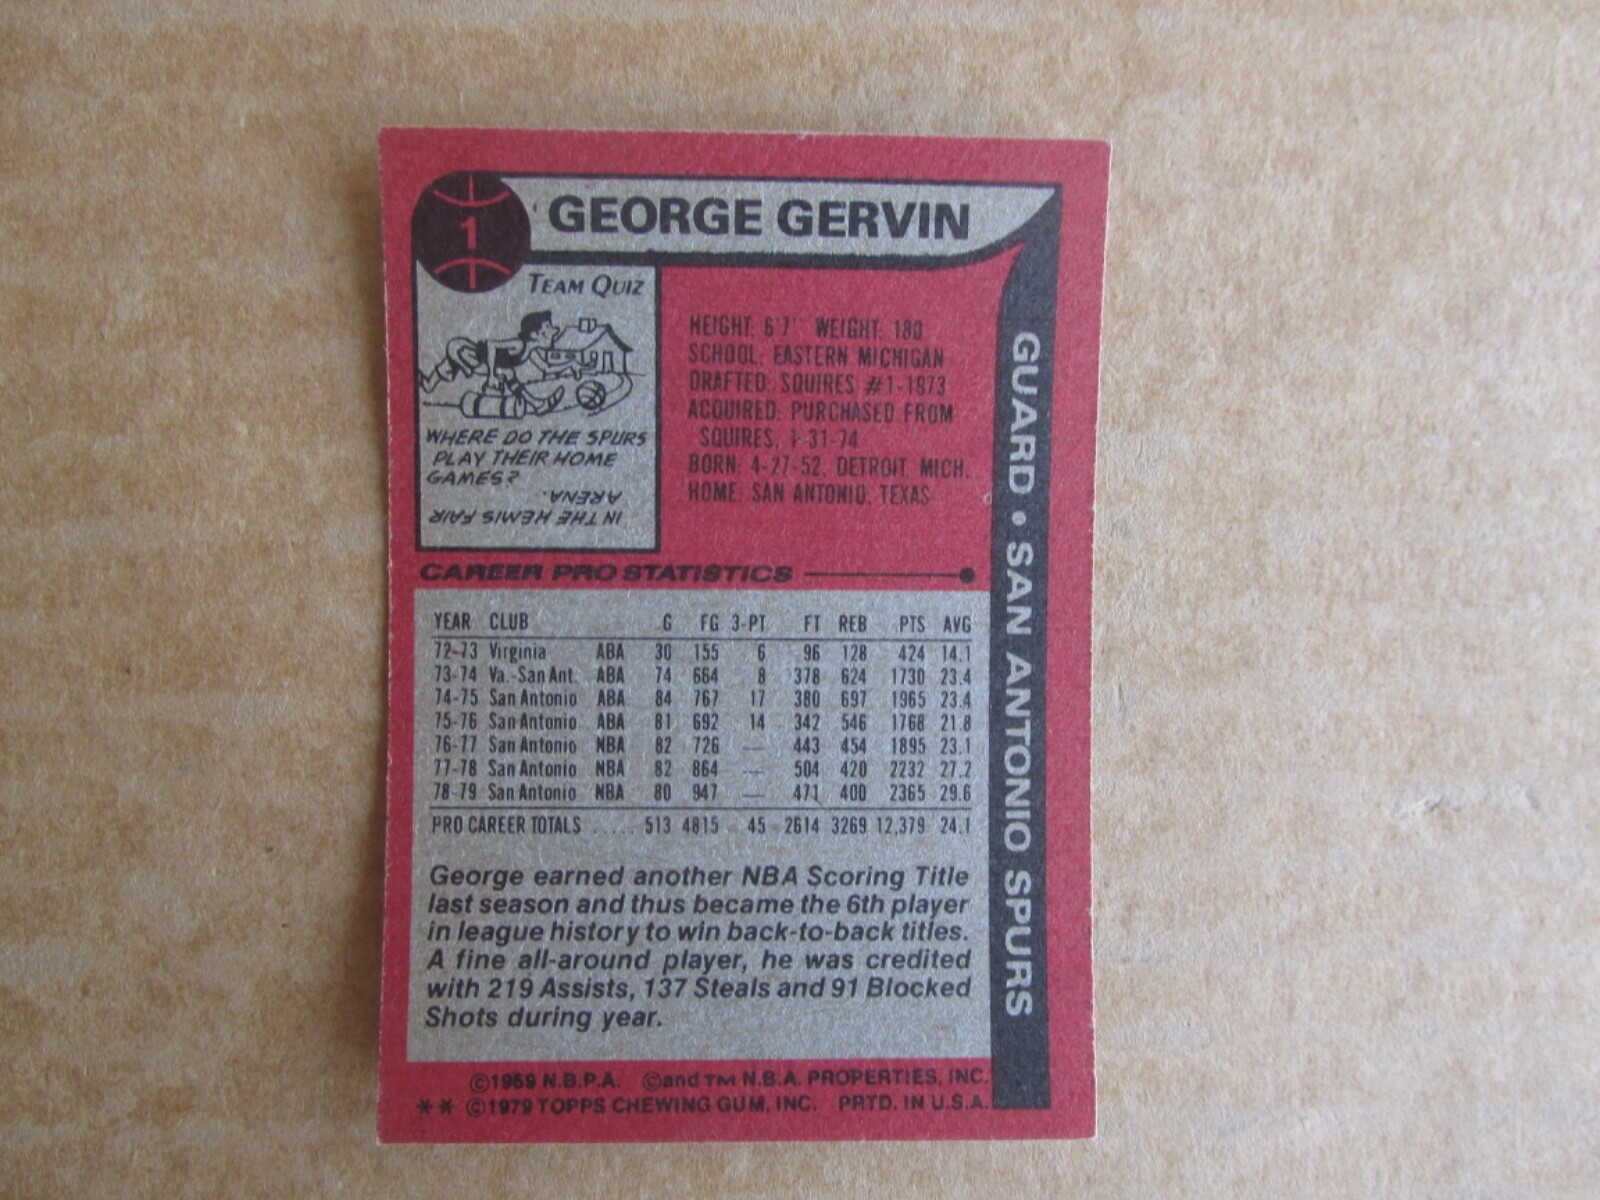 1
GEORGE GERVIN
TEAM QUIZ
WHERE DO THE SPURS
PLAY THEIR HOME
GAMES?
IN THE HEMIS FAIR
ARENA.
HEIGHT: 6'7" WEIGHT: 180
SCHOOL: EASTERN MICHIGAN
DRAFTED: SQUIRES #1-1973
ACQUIRED: PURCHASED FROM
SQUIRES, 1-31-74
BORN: 4-27-52, DETROIT, MICH.
HOME: SAN ANTONIO, TEXAS
GUARD • SAN ANTONIO SPURS
CAREER PRO STATISTICS
YEAR CLUB G FG 3-PT FT REB PTS AVG
72-73 Virginia ABA 30 155 6 96 128 424 14.1
73-74 Va.-San Ant. ABA 74 664 8 378 624 1730 23.4
74-75 San Antonio ABA 84 767 17 380 697 1965 23.4
75-76 San Antonio ABA 81 692 14 342 546 1768 21.8
76-77 San Antonio NBA 82 726 — 443 454 1895 23.1
77-78 San Antonio NBA 82 864 — 504 420 2232 27.2
78-79 San Antonio NBA 80 947 — 471 400 2365 29.6
PRO CAREER TOTALS ..... 513 4815 45 2614 3269 12,379 24.1
George earned another NBA Scoring Title
last season and thus became the 6th player
in league history to win back-to-back titles.
A fine all-around player, he was credited
with 219 Assists, 137 Steals and 91 Blocked
Shots during year.
©1969 N.B.P.A. ©and TM N.B.A. PROPERTIES, INC.
** ©1979 TOPPS CHEWING GUM, INC. PRTD. IN U.S.A.